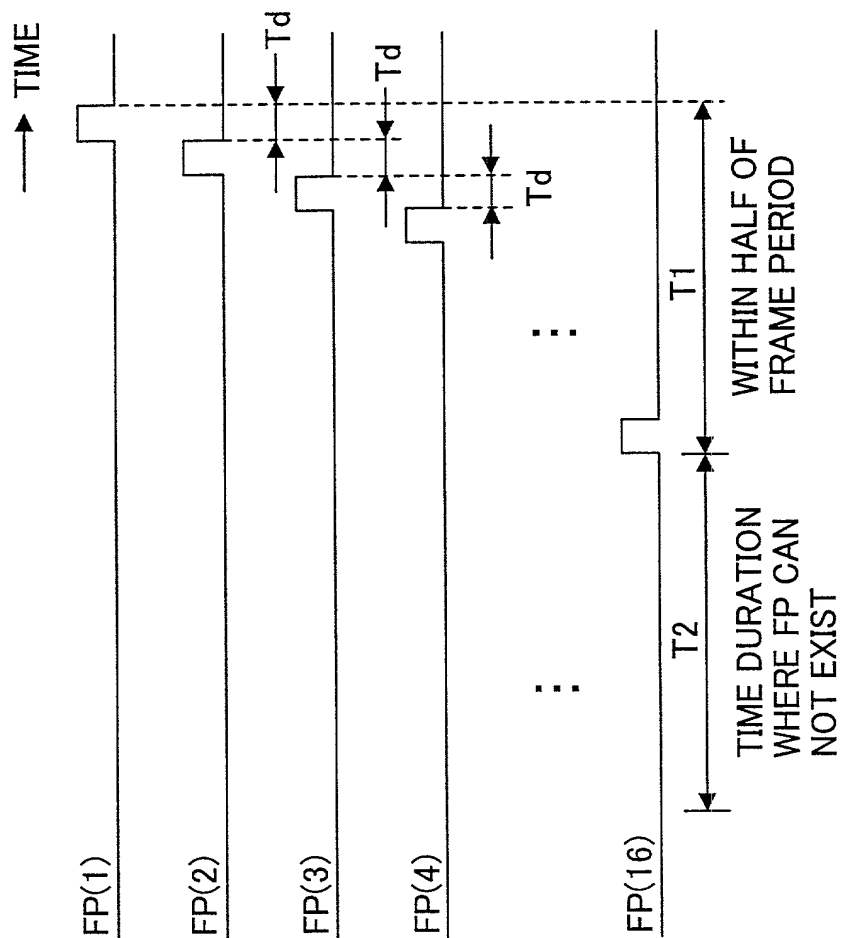 TIME
FP(1)
Td
FP(2)
Td
FP(3)
Td
FP(4)
...
...
FP(16)
T2
T1
TIME DURATION
WHERE FP CAN
NOT EXIST
WITHIN HALF OF
FRAME PERIOD